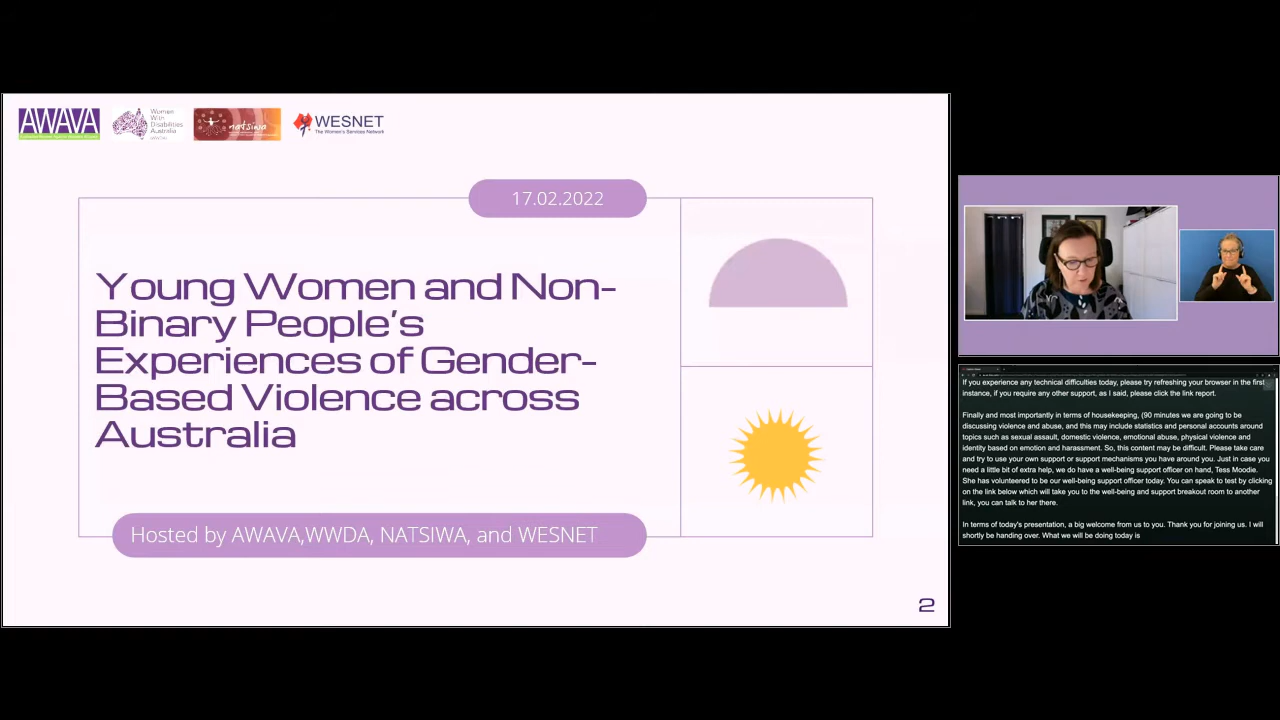 AWAVA
Women
With
Disabilities
Australia
natsiwa
WESNET
The Women's Services Network
17.02.2022
Young Women and Non-
Binary People's
Experiences of Gender-
Based Violence across
Australia
Hosted by AWAVA,WWDA, NATSIWA, and WESNET
2
If you experience any technical difficulties today, please try refreshing your browser in the first
instance, if you require any other support, as I said, please click the link report.
Finally and most importantly in terms of housekeeping, (90 minutes we are going to be
discussing violence and abuse, and this may include statistics and personal accounts around
topics such as sexual assault, domestic violence, emotional abuse, physical violence and
identity based on emotion and harassment. So, this content may be difficult. Please take care
and try to use your own support or support mechanisms you have around you. Just in case you
need a little bit of extra help, we do have a well-being support officer on hand, Tess Moodie.
She has volunteered to be our well-being support officer today. You can speak to test by clicking
on the link below which will take you to the well-being and support breakout room to another
link, you can talk to her there.
In terms of today's presentation, a big welcome from us to you. Thank you for joining us. I will
shortly be handing over. What we will be doing today is